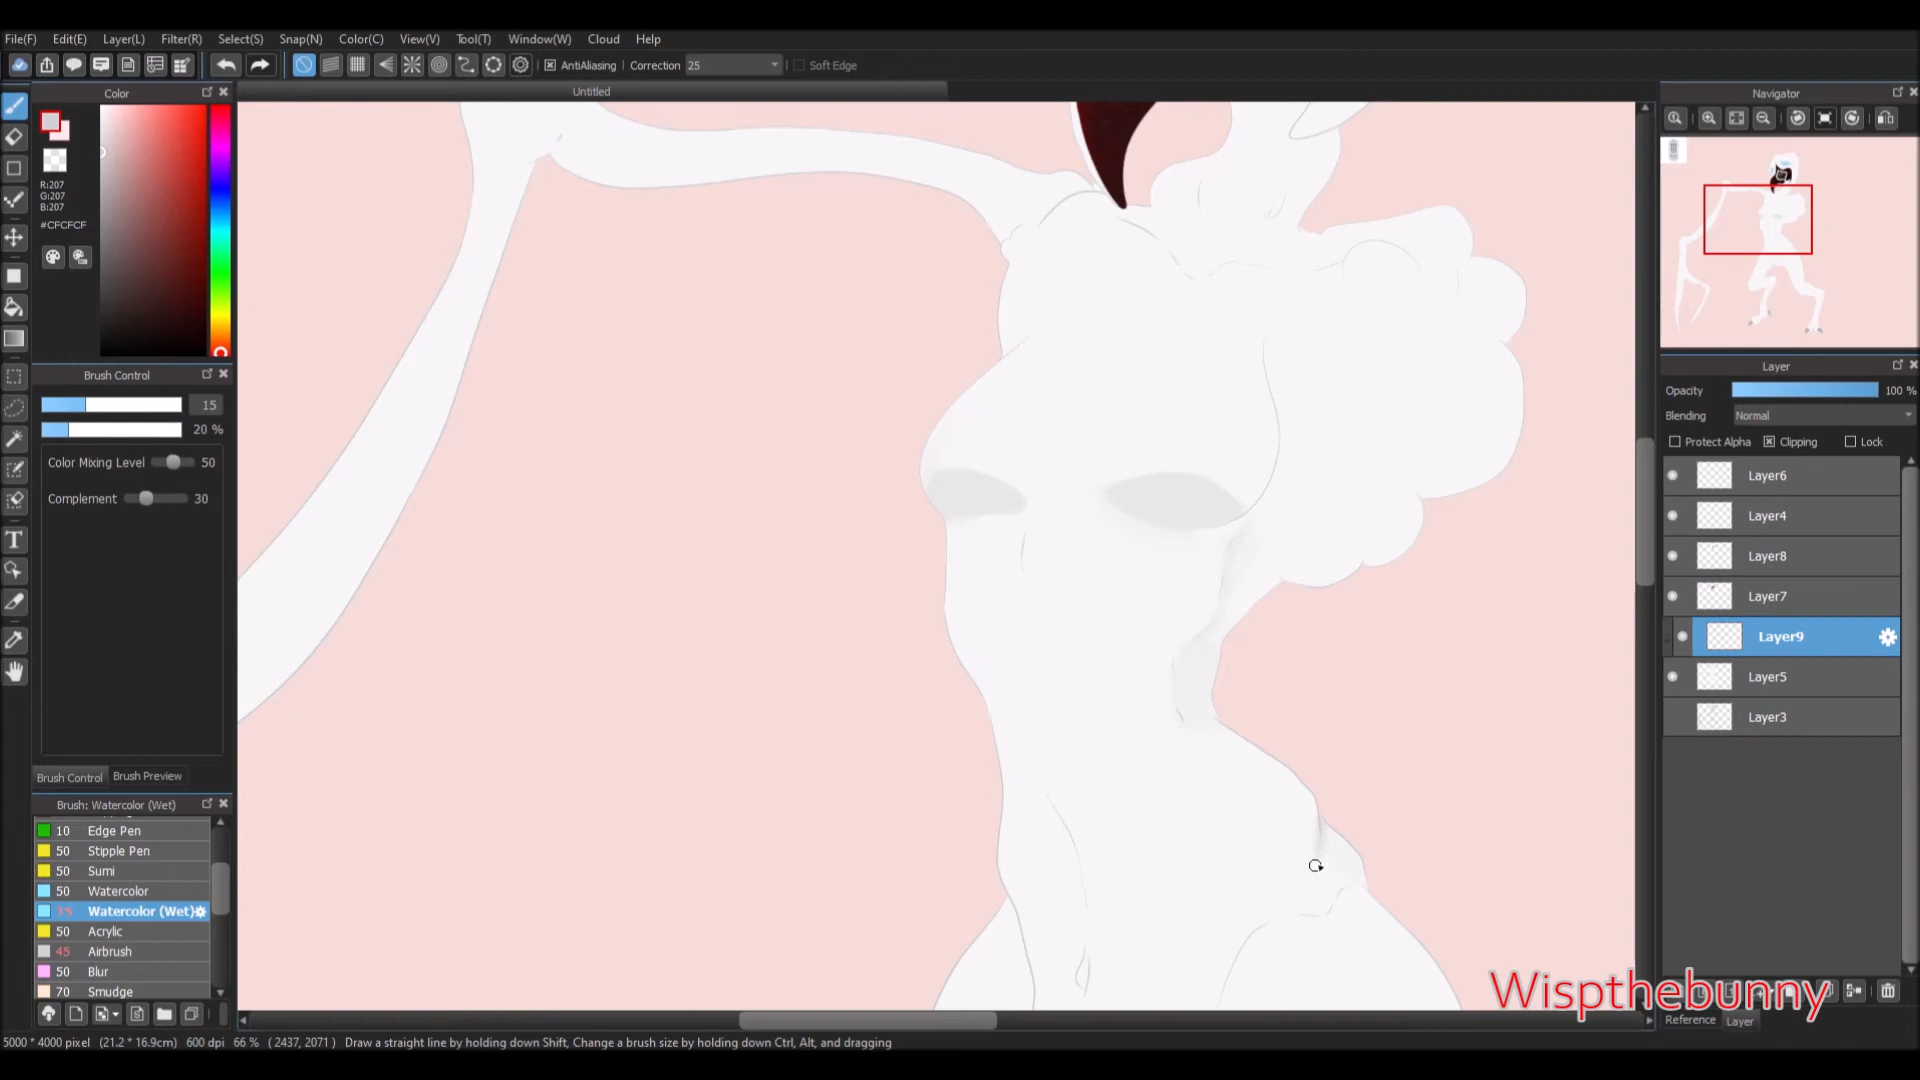 File(F) Edit(E) Layer(L) Filter(R) Select(S) Snap(N) Color(C) View(V) Tool(T) Window(W) Cloud Help
AntiAliasing Correction 25 Soft Edge
Color
Untitled
Navigator
R:207
G:207
B:207
#CFCFCF
Brush Control
15
20 %
Color Mixing Level 50
Complement 30
Brush Control Brush Preview
Brush: Watercolor (Wet)
10 Edge Pen
50 Stipple Pen
50 Sumi
50 Watercolor
Watercolor (Wet)
50 Acrylic
45 Airbrush
50 Blur
70 Smudge
Layer
Opacity 100 %
Blending Normal
Protect Alpha Clipping Lock
Layer6
Layer4
Layer8
Layer7
Layer9
Layer5
Layer3
Wispthebunny
Reference Layer
5000 * 4000 pixel (21.2 * 16.9cm) 600 dpi 66 % ( 2437, 2071 ) Draw a straight line by holding down Shift, Change a brush size by holding down Ctrl, Alt, and dragging